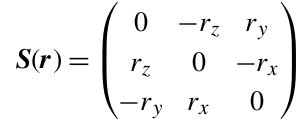 S(r) = ( 0 −r_z r_y
r_z 0 −r_x
−r_y r_x 0 )